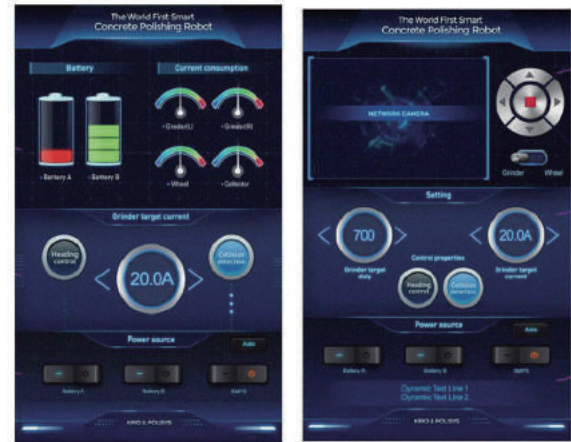 The World First Smart
Concrete Polishing Robot
Battery
Current consumption
Grinder(L)
Grinder(R)
Battery A
Battery B
Wheel
Collector
Grinder target current
Heading control
20.0A
Collision detection
Power source
Auto
Battery A
Battery B
SMPS
KIRO & POLISYS
The World First Smart
Concrete Polishing Robot
NETWORK CAMERA
Grinder
Wheel
Setting
700
20.0A
Grinder target duty
Control properties
Grinder target current
Heading control
Collision detection
Power source
Auto
Battery A
Battery B
SMPS
Dynamic Text Line 1
Dynamic Text Line 2
KIRO & POLISYS